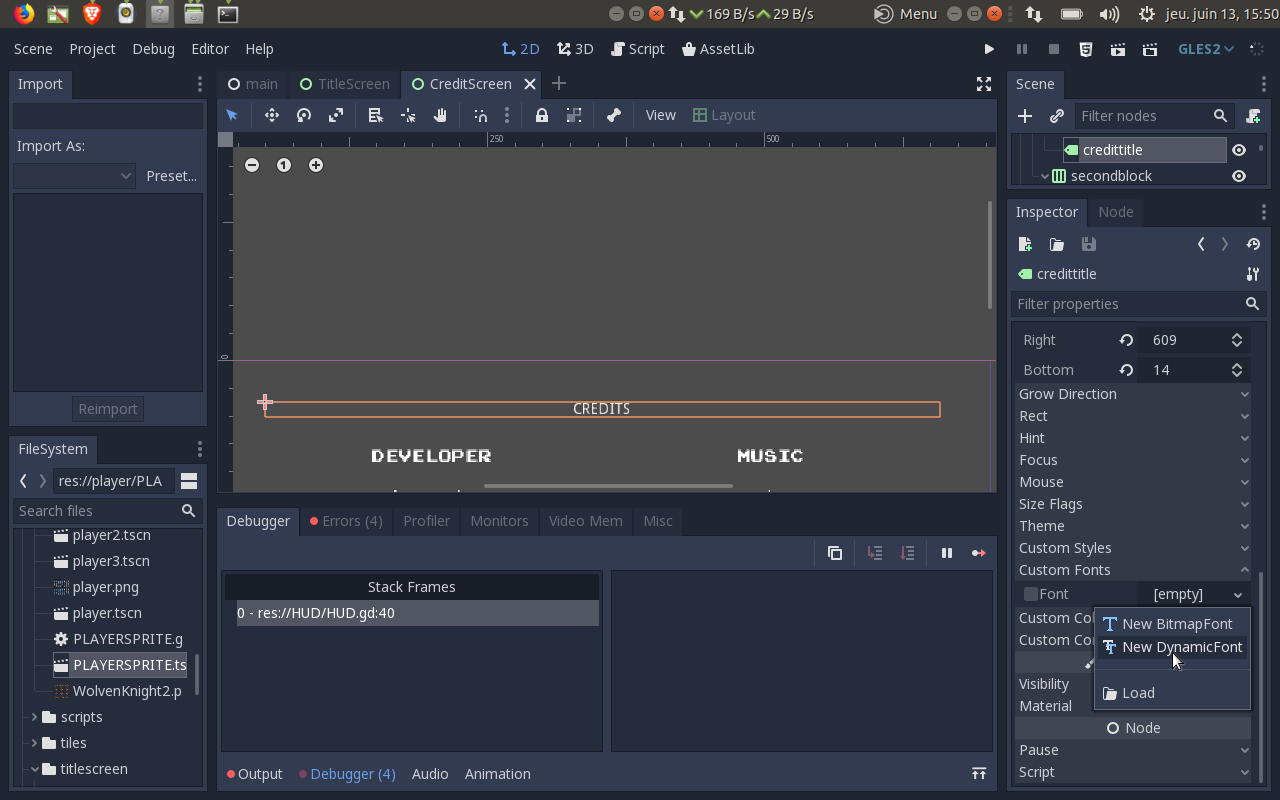 169 B/s 29 B/s Menu jeu. juin 13, 15:50
Scene Project Debug Editor Help 2D 3D Script AssetLib GLES2
Import
Import As:
Preset...
Reimport
FileSystem
res://player/PLA
Search files
player2.tscn
player3.tscn
player.png
player.tscn
PLAYERSPRITE.g
PLAYERSPRITE.ts
WolvenKnight2.p
scripts
tiles
titlescreen
main TitleScreen CreditScreen
View Layout
250 500
1
0
CREDITS
DEVELOPER MUSIC
Debugger Errors (4) Profiler Monitors Video Mem Misc
Stack Frames
0 - res://HUD/HUD.gd:40
Output Debugger (4) Audio Animation
Scene
Filter nodes
credittitle
secondblock
Inspector Node
credittitle
Filter properties
Right 609
Bottom 14
Grow Direction
Rect
Hint
Focus
Mouse
Size Flags
Theme
Custom Styles
Custom Fonts
Font [empty]
Custom Co
New BitmapFont
Custom Co
New DynamicFont
Load
Visibility
Material
Node
Pause
Script